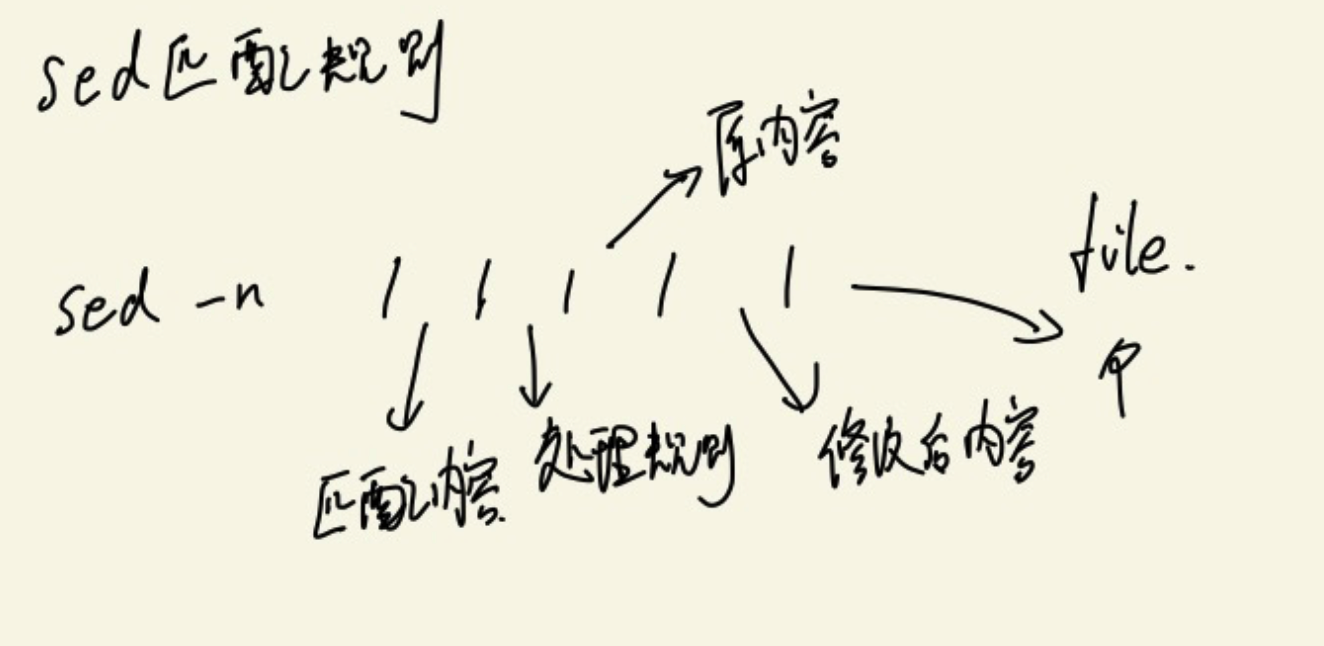 sed匹配规则
原内容
sed -n / / / / / file.
匹配内容. 处理规则 修改后内容